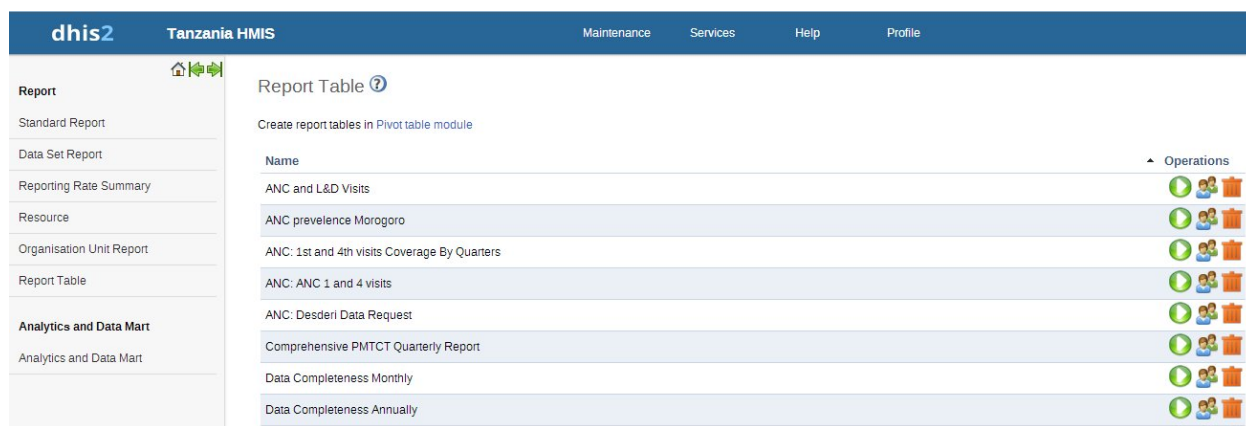 dhis2 Tanzania HMIS Maintenance Services Help Profile
Report
Standard Report
Data Set Report
Reporting Rate Summary
Resource
Organisation Unit Report
Report Table
Analytics and Data Mart
Analytics and Data Mart
Report Table ?
Create report tables in Pivot table module
Name Operations
ANC and L&D Visits
ANC prevelence Morogoro
ANC: 1st and 4th visits Coverage By Quarters
ANC: ANC 1 and 4 visits
ANC: Desderi Data Request
Comprehensive PMTCT Quarterly Report
Data Completeness Monthly
Data Completeness Annually